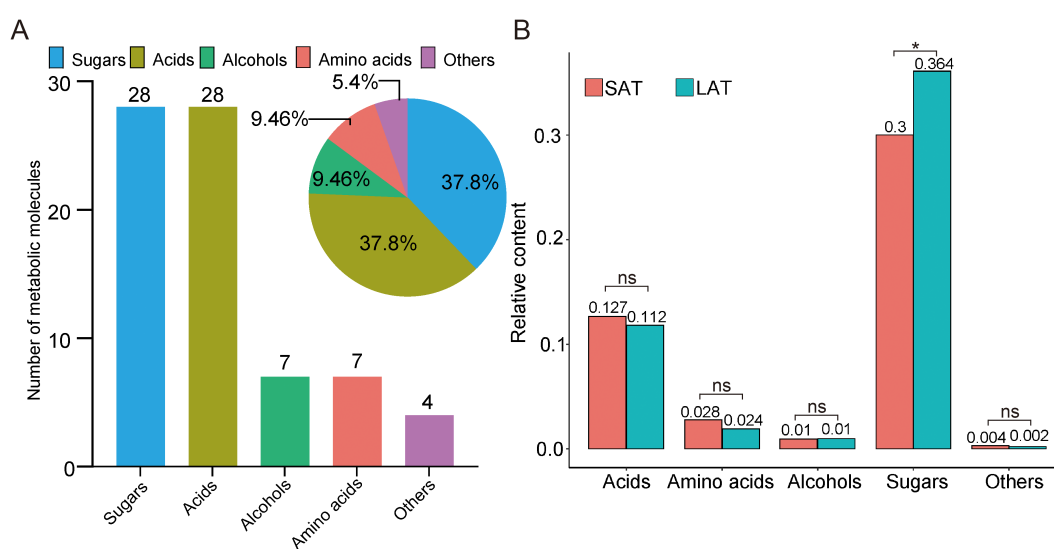 A
Sugars Acids Alcohols Amino acids Others
Number of metabolic molecules
30
20
10
0
28
28
7
7
4
Sugars
Acids
Alcohols
Amino acids
Others
5.4%
9.46%
9.46%
37.8%
37.8%
B
SAT LAT
Relative content
0.3
0.2
0.1
0.0
ns
0.127
0.112
ns
0.028
0.024
ns
0.01
0.01
*
0.3
0.364
ns
0.004
0.002
Acids
Amino acids
Alcohols
Sugars
Others